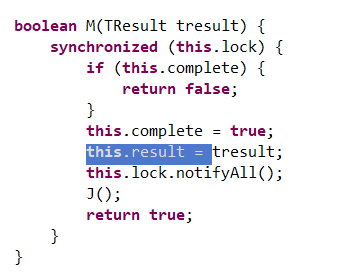 boolean M(TResult tresult) {
    synchronized (this.lock) {
        if (this.complete) {
            return false;
        }
        this.complete = true;
        this.result = tresult;
        this.lock.notifyAll();
        J();
        return true;
    }
}